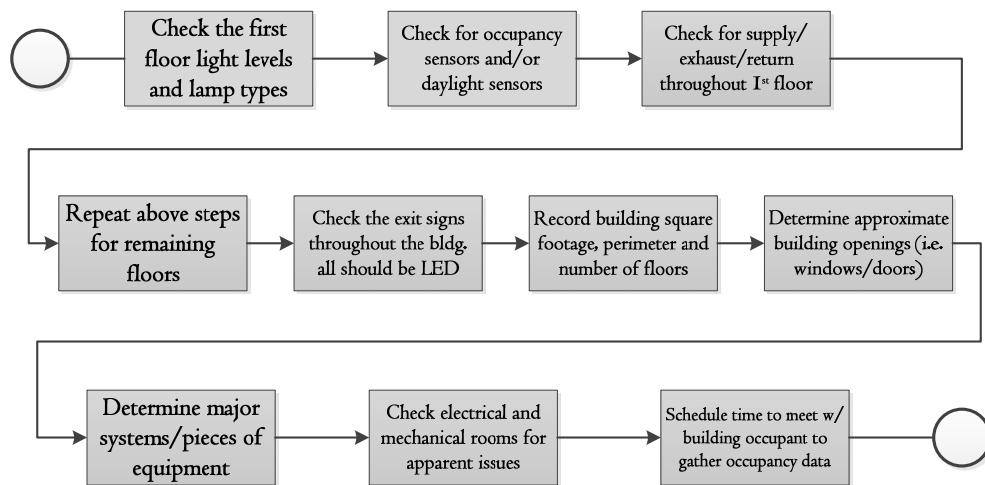 Check the first
floor light levels
and lamp types
Check for occupancy
sensors and/or
daylight sensors
Check for supply/
exhaust/return
throughout 1st floor
Repeat above steps
for remaining
floors
Check the exit signs
throughout the bldg.
all should be LED
Record building square
footage, perimeter and
number of floors
Determine approximate
building openings (i.e.
windows/doors)
Determine major
systems/pieces of
equipment
Check electrical and
mechanical rooms for
apparent issues
Schedule time to meet w/
building occupant to
gather occupancy data